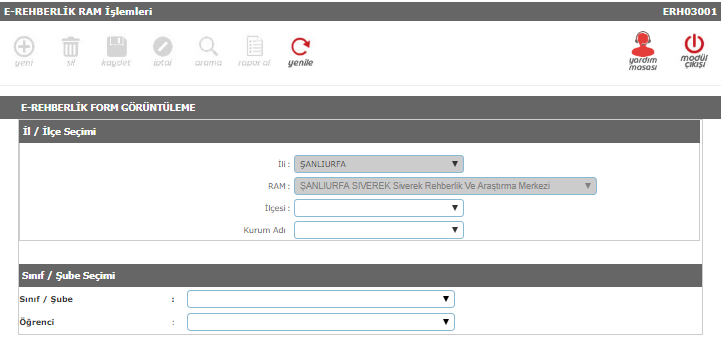 E-REHBERLİK RAM İşlemleri ERH03001
yeni sil kaydet iptal arama rapor al yenile yardım masası modül çıkışı
E-REHBERLİK FORM GÖRÜNTÜLEME
İl / İlçe Seçimi
İli : ŞANLIURFA
RAM : ŞANLIURFA SIVEREK Siverek Rehberlik Ve Araştırma Merkezi
İlçesi :
Kurum Adı
Sınıf / Şube Seçimi
Sınıf / Şube :
Öğrenci :